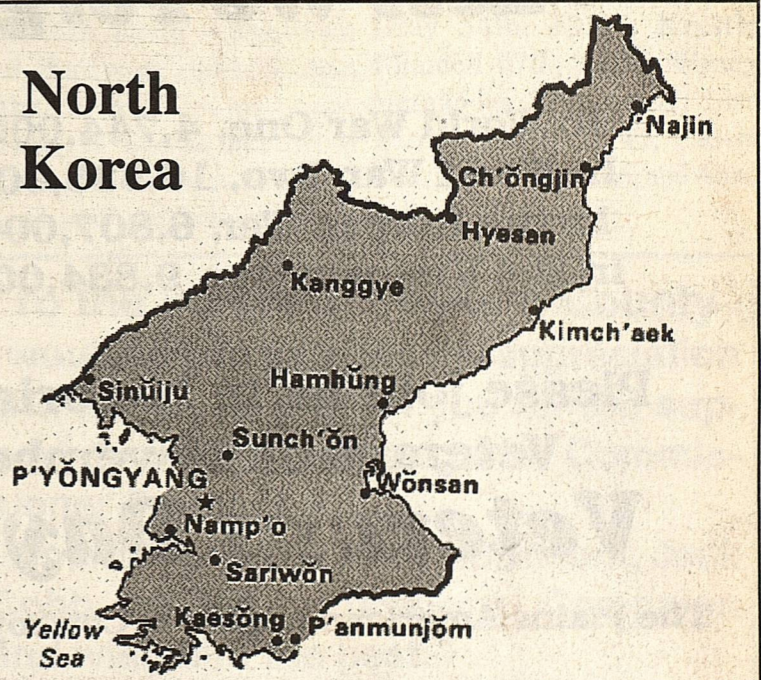 North
Korea
Najin
Ch'ŏngjin
Hyesan
Kanggye
Kimch'aek
Sinŭiju
Hamhŭng
Sunch'ŏn
P'YŎNGYANG
Wŏnsan
Namp'o
Sariwŏn
Kaesŏng
P'anmunjŏm
Yellow
Sea